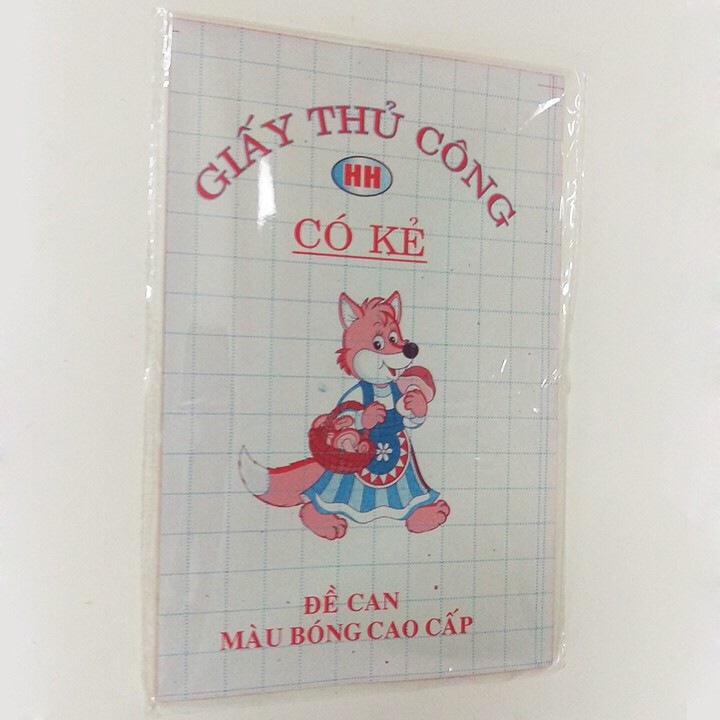 GIẤY THỦ CÔNG
HH
CÓ KẺ
ĐỀ CAN
MÀU BÓNG CAO CẤP